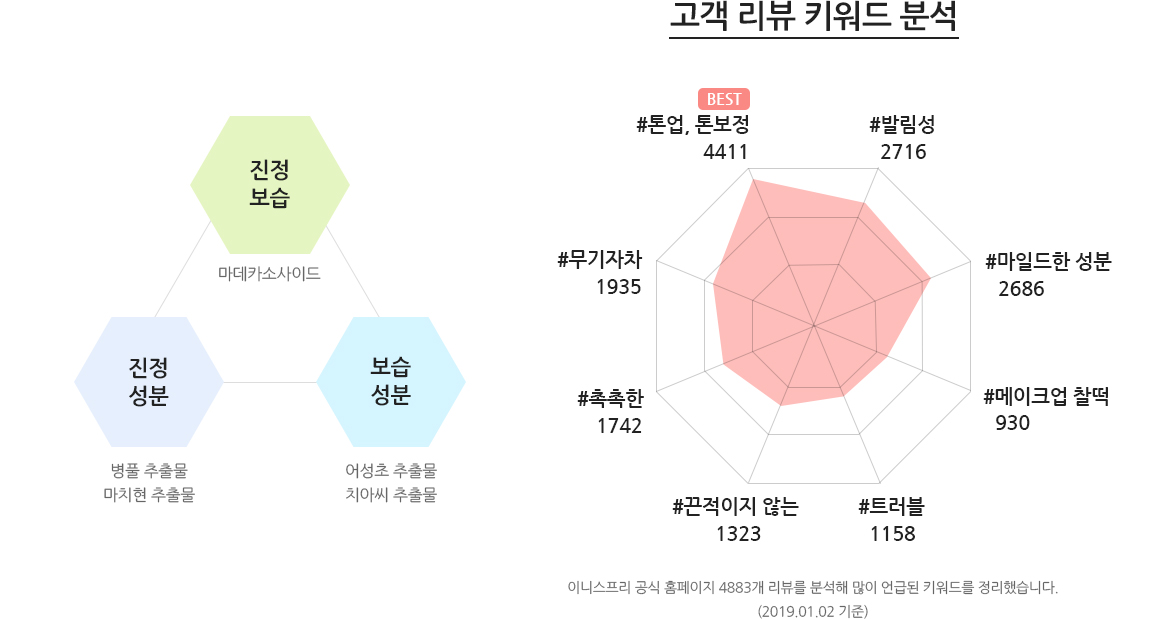 고객 리뷰 키워드 분석
진정
보습
마데카소사이드
진정
성분
병풀 추출물
마치현 추출물
보습
성분
어성초 추출물
치아씨 추출물
BEST
#톤업, 톤보정
4411
#발림성
2716
#마일드한 성분
2686
#메이크업 찰떡
930
#트러블
1158
#끈적이지 않는
1323
#촉촉한
1742
#무기자차
1935
이니스프리 공식 홈페이지 4883개 리뷰를 분석해 많이 언급된 키워드를 정리했습니다.
(2019.01.02 기준)